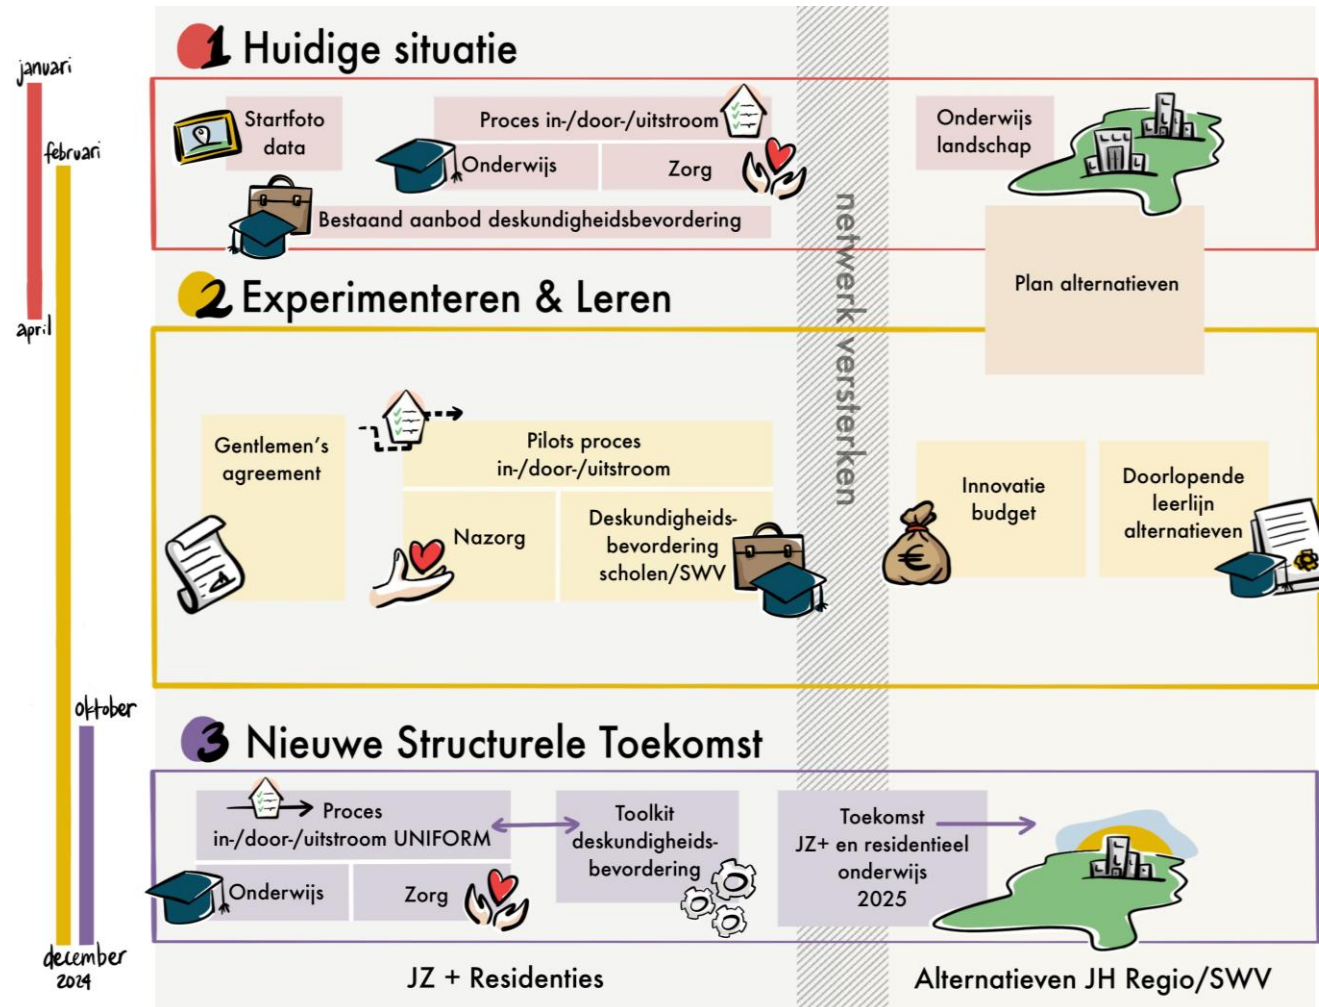 januari
februari
april
oktober
december
2024
1 Huidige situatie
Startfoto
data
Proces in-/door-/uitstroom
Onderwijs
Zorg
Bestaand aanbod deskundigheidsbevordering
Onderwijs
landschap
Plan alternatieven
netwerk versterken
2 Experimenteren & Leren
Gentlemen's
agreement
Pilots proces
in-/door-/uitstroom
Nazorg
Deskundigheids-
bevordering
scholen/SWV
Innovatie
budget
€
Doorlopende
leerlijn
alternatieven
3 Nieuwe Structurele Toekomst
Proces
in-/door-/uitstroom UNIFORM
Onderwijs
Zorg
Toolkit
deskundigheids-
bevordering
Toekomst
JZ+ en residentieel
onderwijs
2025
JZ + Residenties
Alternatieven JH Regio/SWV